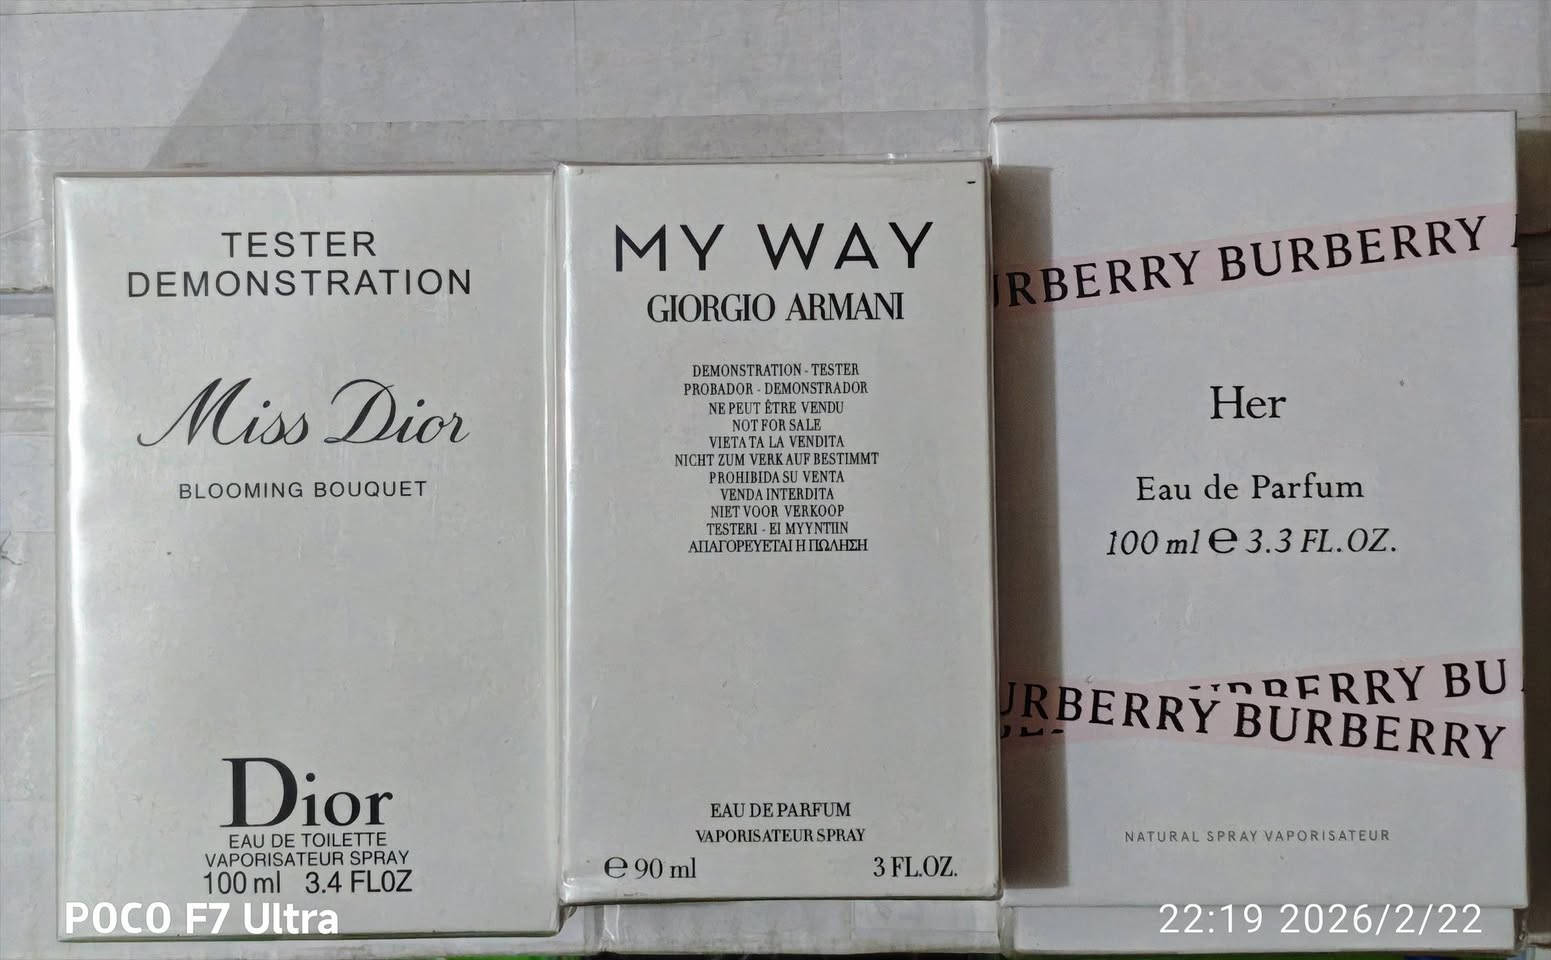 TESTER
DEMONSTRATION
Miss Dior
BLOOMING BOUQUET
Dior
EAU DE TOILETTE
VAPORISATEUR SPRAY
100 ml 3.4 FL0Z
MY WAY
GIORGIO ARMANI
DEMONSTRATION - TESTER
PROBADOR - DEMONSTRADOR
NE PEUT ÊTRE VENDU
NOT FOR SALE
VIETA TA LA VENDITA
NICHT ZUM VERK AUF BESTIMMT
PROHIBIDA SU VENTA
VENDA INTERDITA
NIET VOOR VERKOOP
TESTERI - EI MYYNTIIN
ΑΠΑΓΟΡΕΥΕΤΑΙ Η ΠΩΛΗΣΗ
EAU DE PARFUM
VAPORISATEUR SPRAY
℮ 90 ml 3 FL.OZ.
URBERRY BURBERRY
Her
Eau de Parfum
100 ml ℮ 3.3 FL.OZ.
URBERRY BU
URBERRY BURBERRY
NATURAL SPRAY VAPORISATEUR
POCO F7 Ultra
22:19 2026/2/22